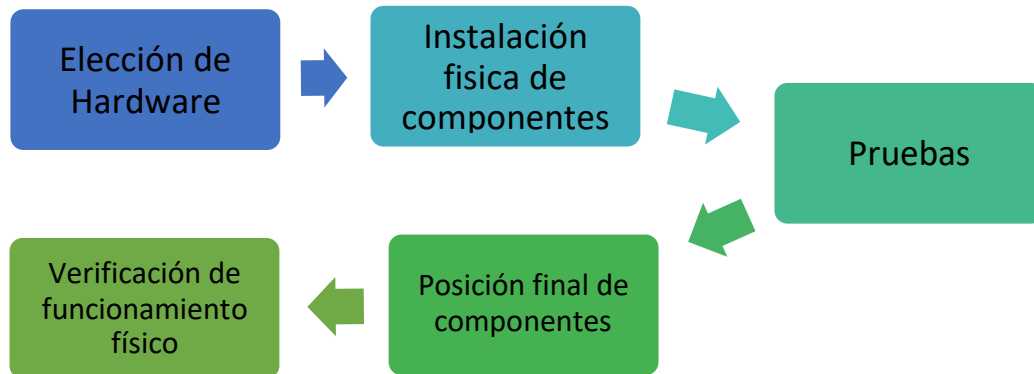 Elección de
Hardware
Instalación
fisica de
componentes
Pruebas
Posición final de
componentes
Verificación de
funcionamiento
físico